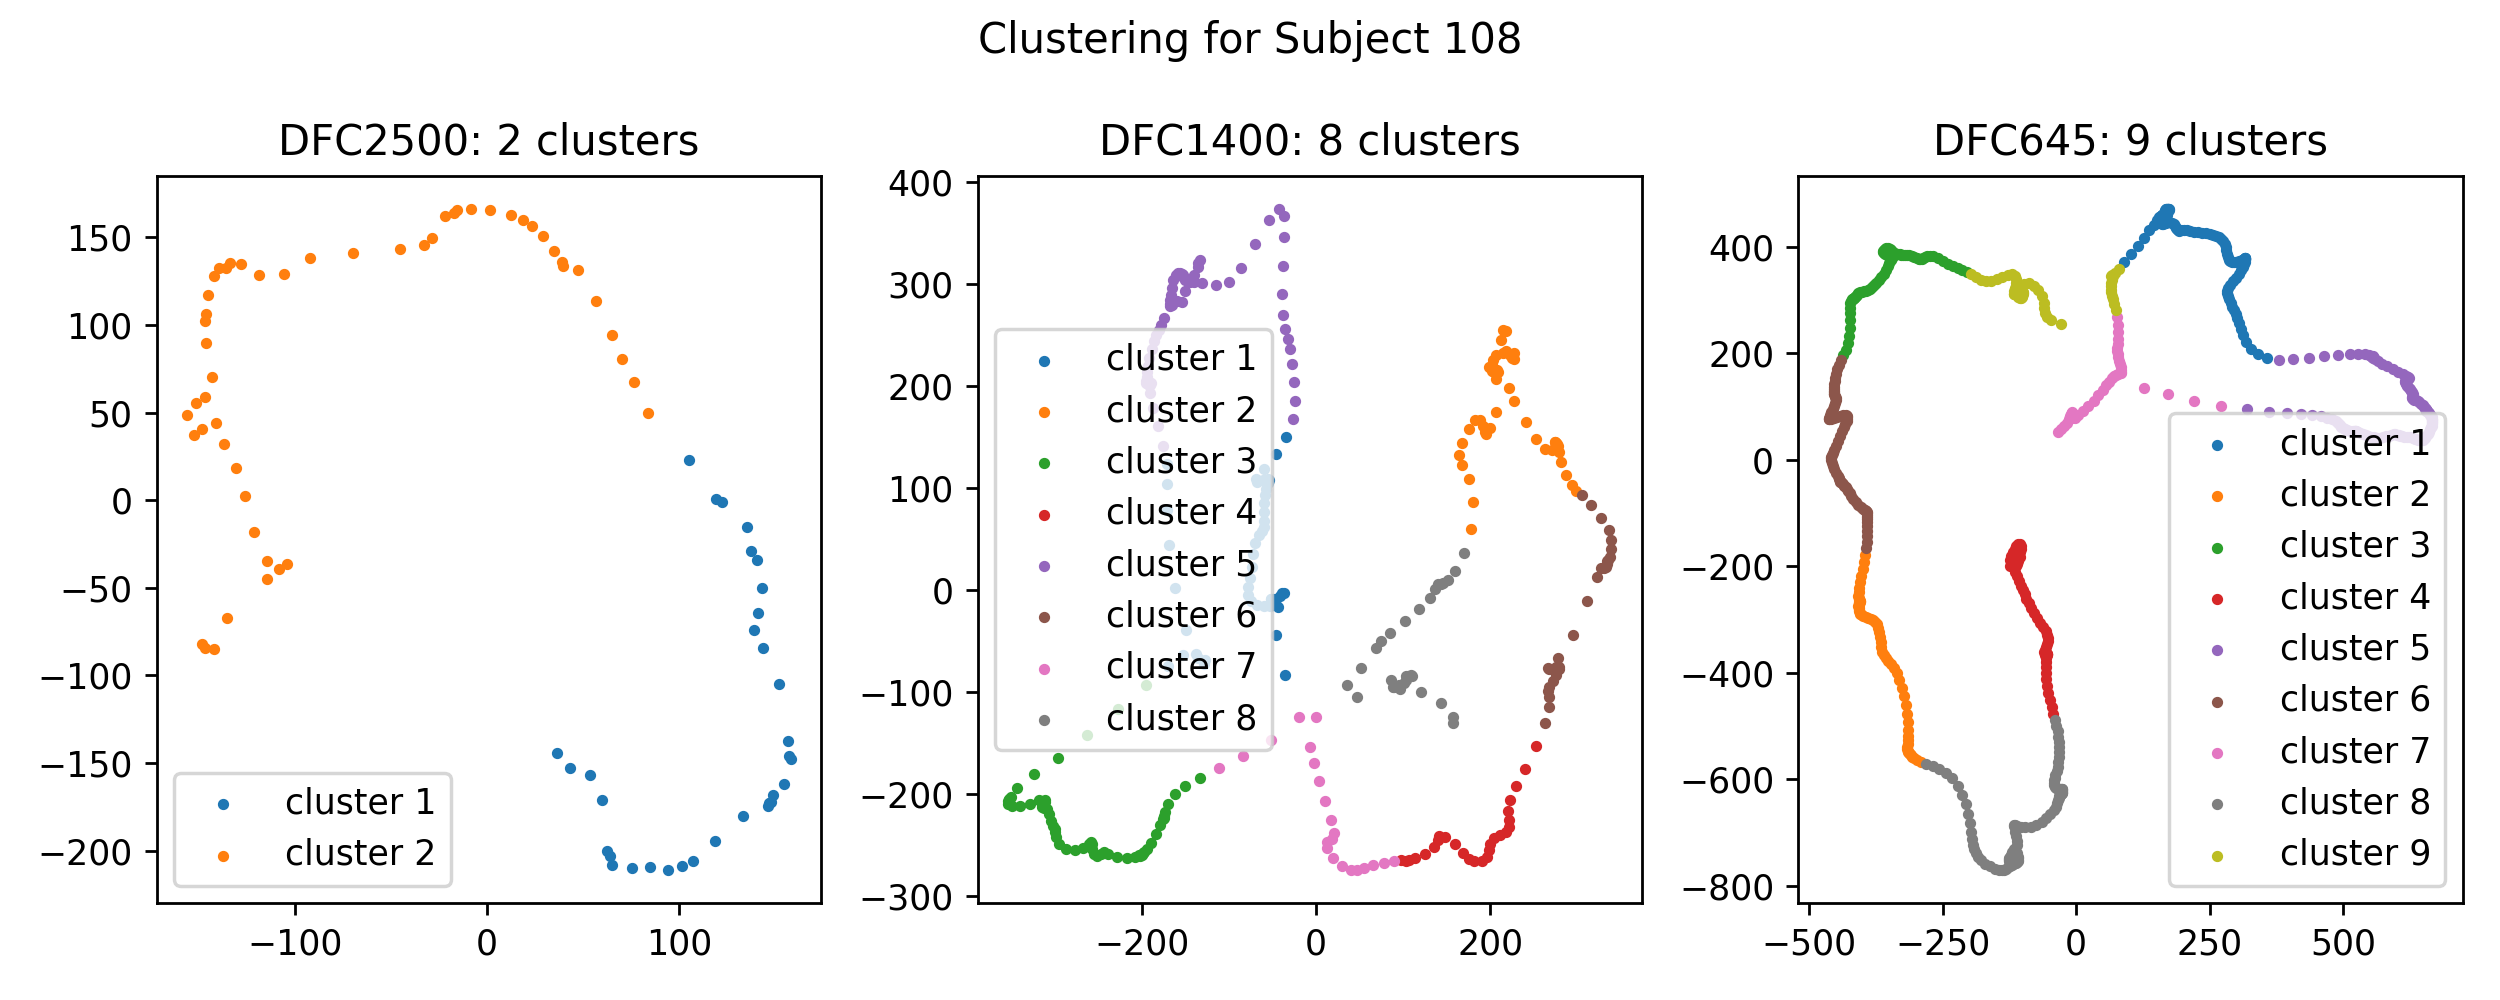 Clustering for Subject 108
DFC2500: 2 clusters
150
100
50
0
−50
−100
−150
−200
−100 0 100
cluster 1
cluster 2
DFC1400: 8 clusters
400
300
200
100
0
−100
−200
−300
−200 0 200
cluster 1
cluster 2
cluster 3
cluster 4
cluster 5
cluster 6
cluster 7
cluster 8
DFC645: 9 clusters
400
200
0
−200
−400
−600
−800
−500 −250 0 250 500
cluster 1
cluster 2
cluster 3
cluster 4
cluster 5
cluster 6
cluster 7
cluster 8
cluster 9